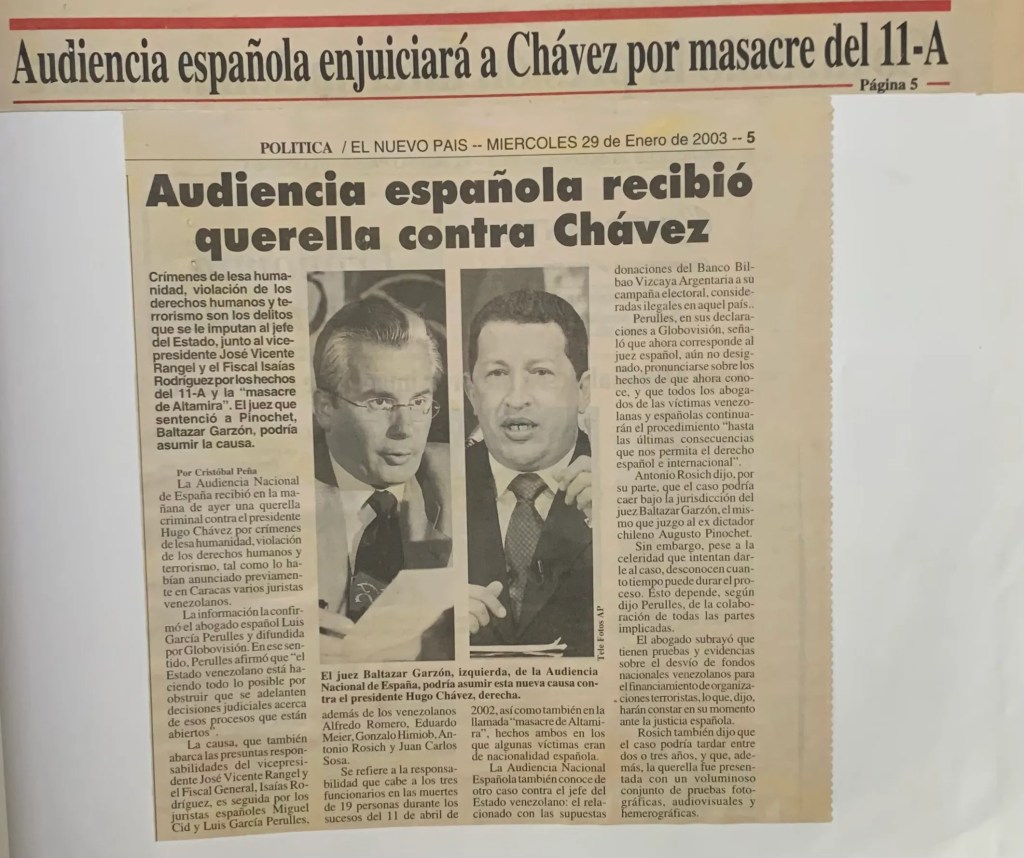 Audiencia española enjuiciará a Chávez por masacre del 11-A
Página 5
POLITICA / EL NUEVO PAIS -- MIERCOLES 29 de Enero de 2003 -- 5
Audiencia española recibió
querella contra Chávez
Crímenes de lesa huma-
nidad, violación de los
derechos humanos y te-
rrorismo son los delitos
que se le imputan al jefe
del Estado, junto al vice-
presidente José Vicente
Rangel y el Fiscal Isaías
Rodríguez por los hechos
del 11-A y la "masacre
de Altamira". El juez que
sentenció a Pinochet,
Baltazar Garzón, podría
asumir la causa.
Por Cristóbal Peña
La Audiencia Nacional
de España recibió en la ma-
ñana de ayer una querella
criminal contra el presidente
Hugo Chávez por crímenes
de lesa humanidad, violación
de los derechos humanos y
terrorismo, tal como lo ha-
bían anunciado previamen-
te en Caracas varios juristas
venezolanos.
La información la confir-
mó el abogado español Luis
García Perulles y difundida
por Globovisión. En ese sen-
tido, Perulles afirmó que "el
Estado venezolano está ha-
ciendo todo lo posible por
obstruir que se adelanten
decisiones judiciales acerca
de esos procesos que están
abiertos".
La causa, que también
abarca las presuntas respon-
sabilidades del vicepresi-
dente José Vicente Rangel y
el Fiscal General, Isaías Ro-
dríguez, es seguida por los
juristas españoles Miguel
Cid y Luis García Perulles,
Tele Fotos AP
El juez Baltazar Garzón, izquierda, de la Audiencia
Nacional de España, podría asumir esta nueva causa con-
tra el presidente Hugo Chávez, derecha.
además de los venezolanos
Alfredo Romero, Eduardo
Meier, Gonzalo Himiob, An-
tonio Rosich y Juan Carlos
Sosa.
Se refiere a la responsa-
bilidad que cabe a los tres
funcionarios en las muertes
de 19 personas durante los
sucesos del 11 de abril de
2002, así como también en la
llamada "masacre de Altami-
ra", hechos ambos en los
que algunas víctimas eran
de nacionalidad española.
La Audiencia Nacional
Española también conoce de
otro caso contra el jefe del
Estado venezolano: el rela-
cionado con las supuestas
donaciones del Banco Bil-
bao Vizcaya Argentaria a su
campaña electoral, conside-
radas ilegales en aquel país..
Perulles, en sus declara-
ciones a Globovisión, seña-
ló que ahora corresponde al
juez español, aún no desig-
nado, pronunciarse sobre los
hechos de que ahora cono-
ce, y que todos los aboga-
dos de las víctimas venezo-
lanas y españolas continua-
rán el procedimiento "hasta
las últimas consecuencias
que nos permita el derecho
español e internacional".
Antonio Rosich dijo, por
su parte, que el caso podría
caer bajo la jurisdicción del
juez Baltazar Garzón, el mis-
mo que juzgo al ex dictador
chileno Augusto Pinochet.
Sin embargo, pese a la
celeridad que intentan dar-
le al caso, desconocen cuan-
to tiempo puede durar el pro-
ceso. Esto depende, según
dijo Perulles, de la colabo-
ración de todas las partes
implicadas.
El abogado subrayó que
tienen pruebas y evidencias
sobre el desvío de fondos
nacionales venezolanos para
el financiamiento de organiza-
ciones terroristas, lo que, dijo,
harán constar en su momento
ante la justicia española.
Rosich también dijo que
el caso podría tardar entre
dos o tres años, y que, ade-
más, la querella fue presen-
tada con un voluminoso
conjunto de pruebas foto-
gráficas, audiovisuales y
hemerográficas.